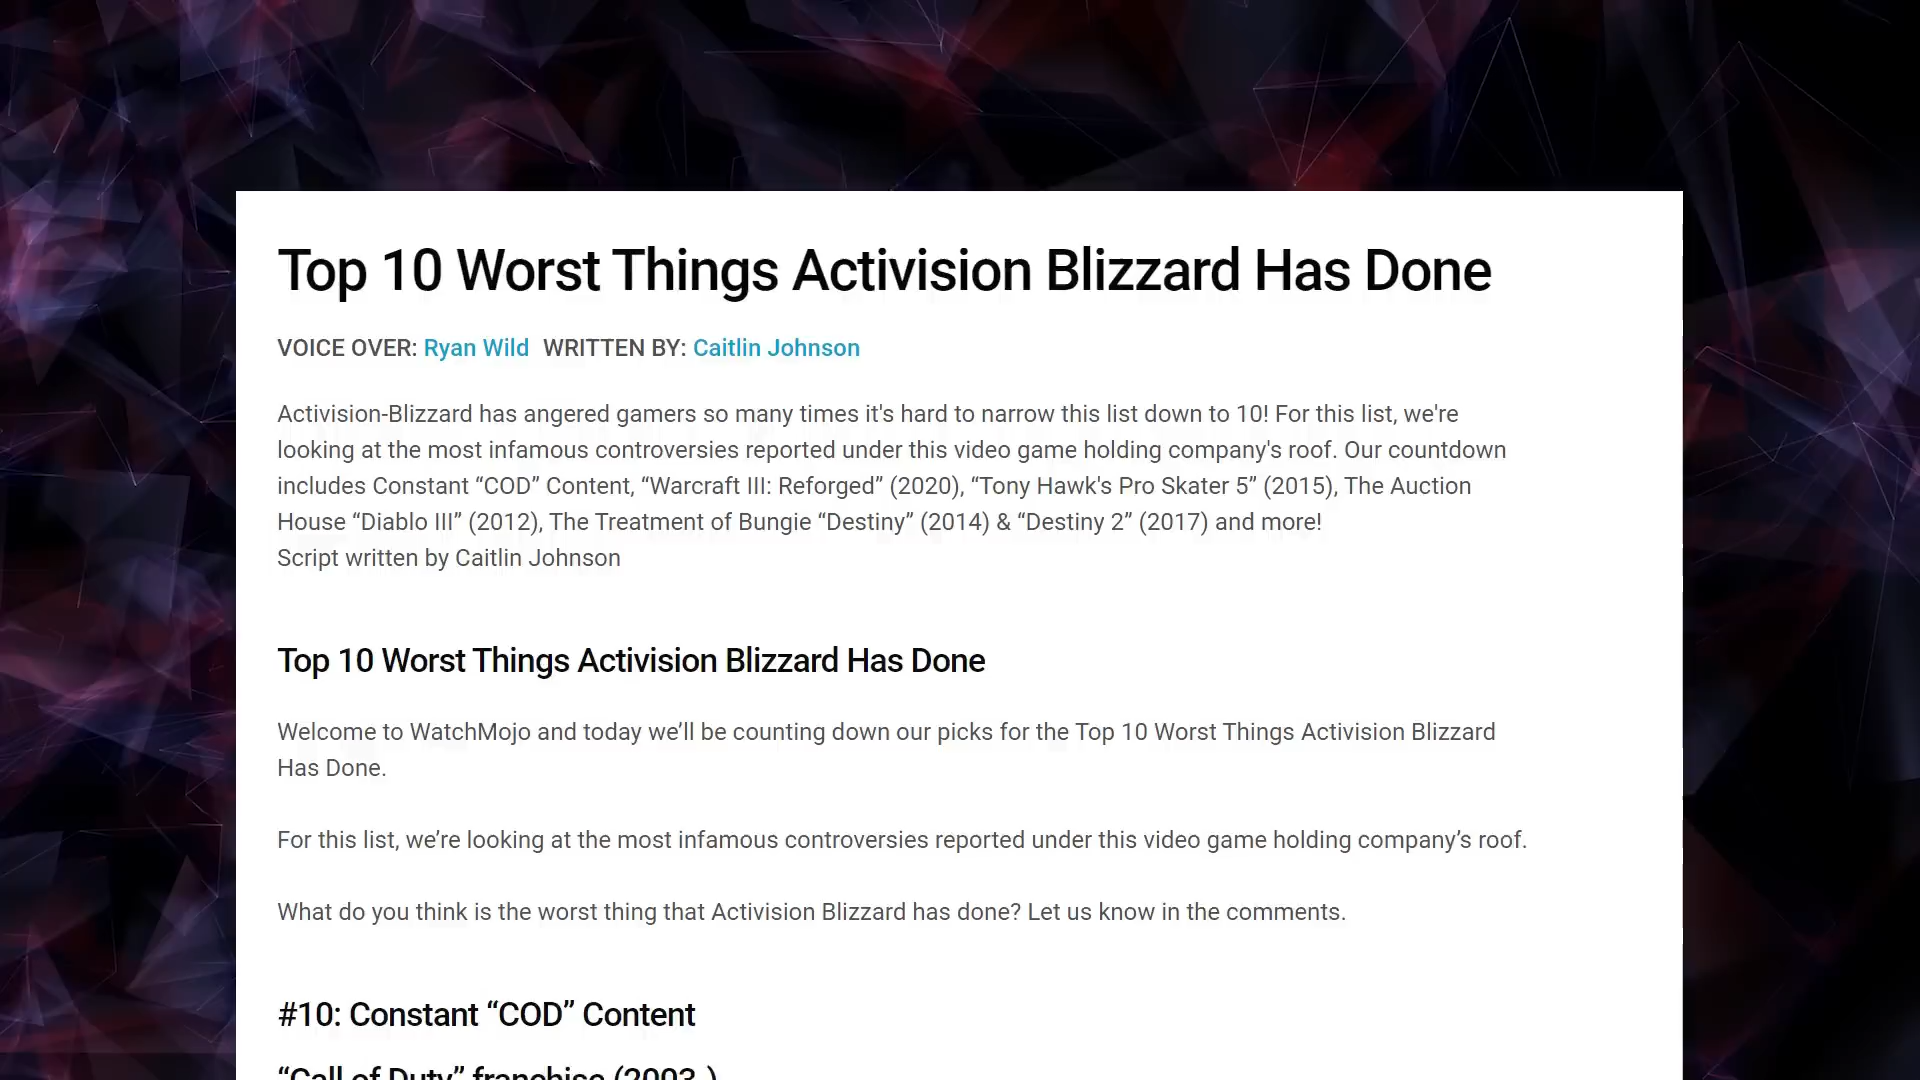 Top 10 Worst Things Activision Blizzard Has Done
VOICE OVER: Ryan Wild WRITTEN BY: Caitlin Johnson
Activision-Blizzard has angered gamers so many times it's hard to narrow this list down to 10! For this list, we're
looking at the most infamous controversies reported under this video game holding company's roof. Our countdown
includes Constant “COD” Content, “Warcraft III: Reforged” (2020), “Tony Hawk's Pro Skater 5” (2015), The Auction
House “Diablo III” (2012), The Treatment of Bungie “Destiny” (2014) & “Destiny 2” (2017) and more!
Script written by Caitlin Johnson
Top 10 Worst Things Activision Blizzard Has Done
Welcome to WatchMojo and today we’ll be counting down our picks for the Top 10 Worst Things Activision Blizzard
Has Done.
For this list, we’re looking at the most infamous controversies reported under this video game holding company’s roof.
What do you think is the worst thing that Activision Blizzard has done? Let us know in the comments.
#10: Constant “COD” Content
“Call of Duty” franchise (2003-)